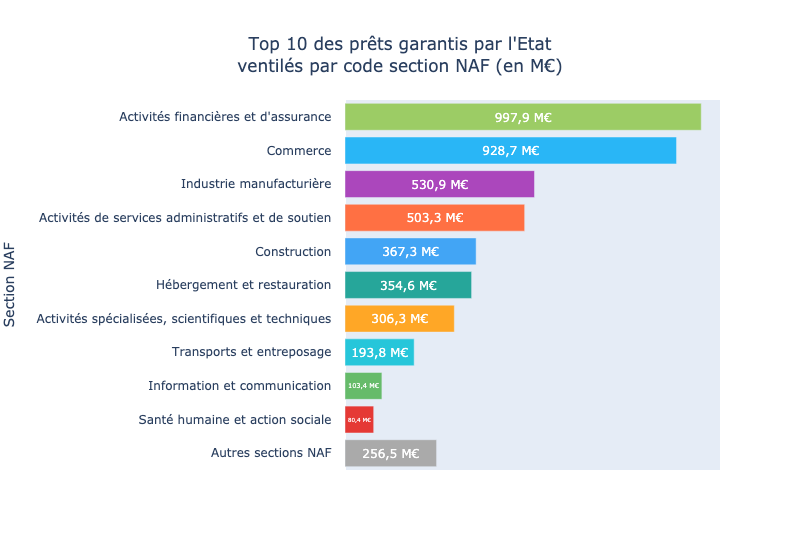 Top 10 des prêts garantis par l'Etat
ventilés par code section NAF (en M€)
Section NAF
Activités financières et d'assurance 997,9 M€
Commerce 928,7 M€
Industrie manufacturière 530,9 M€
Activités de services administratifs et de soutien 503,3 M€
Construction 367,3 M€
Hébergement et restauration 354,6 M€
Activités spécialisées, scientifiques et techniques 306,3 M€
Transports et entreposage 193,8 M€
Information et communication 103,4 M€
Santé humaine et action sociale 80,4 M€
Autres sections NAF 256,5 M€